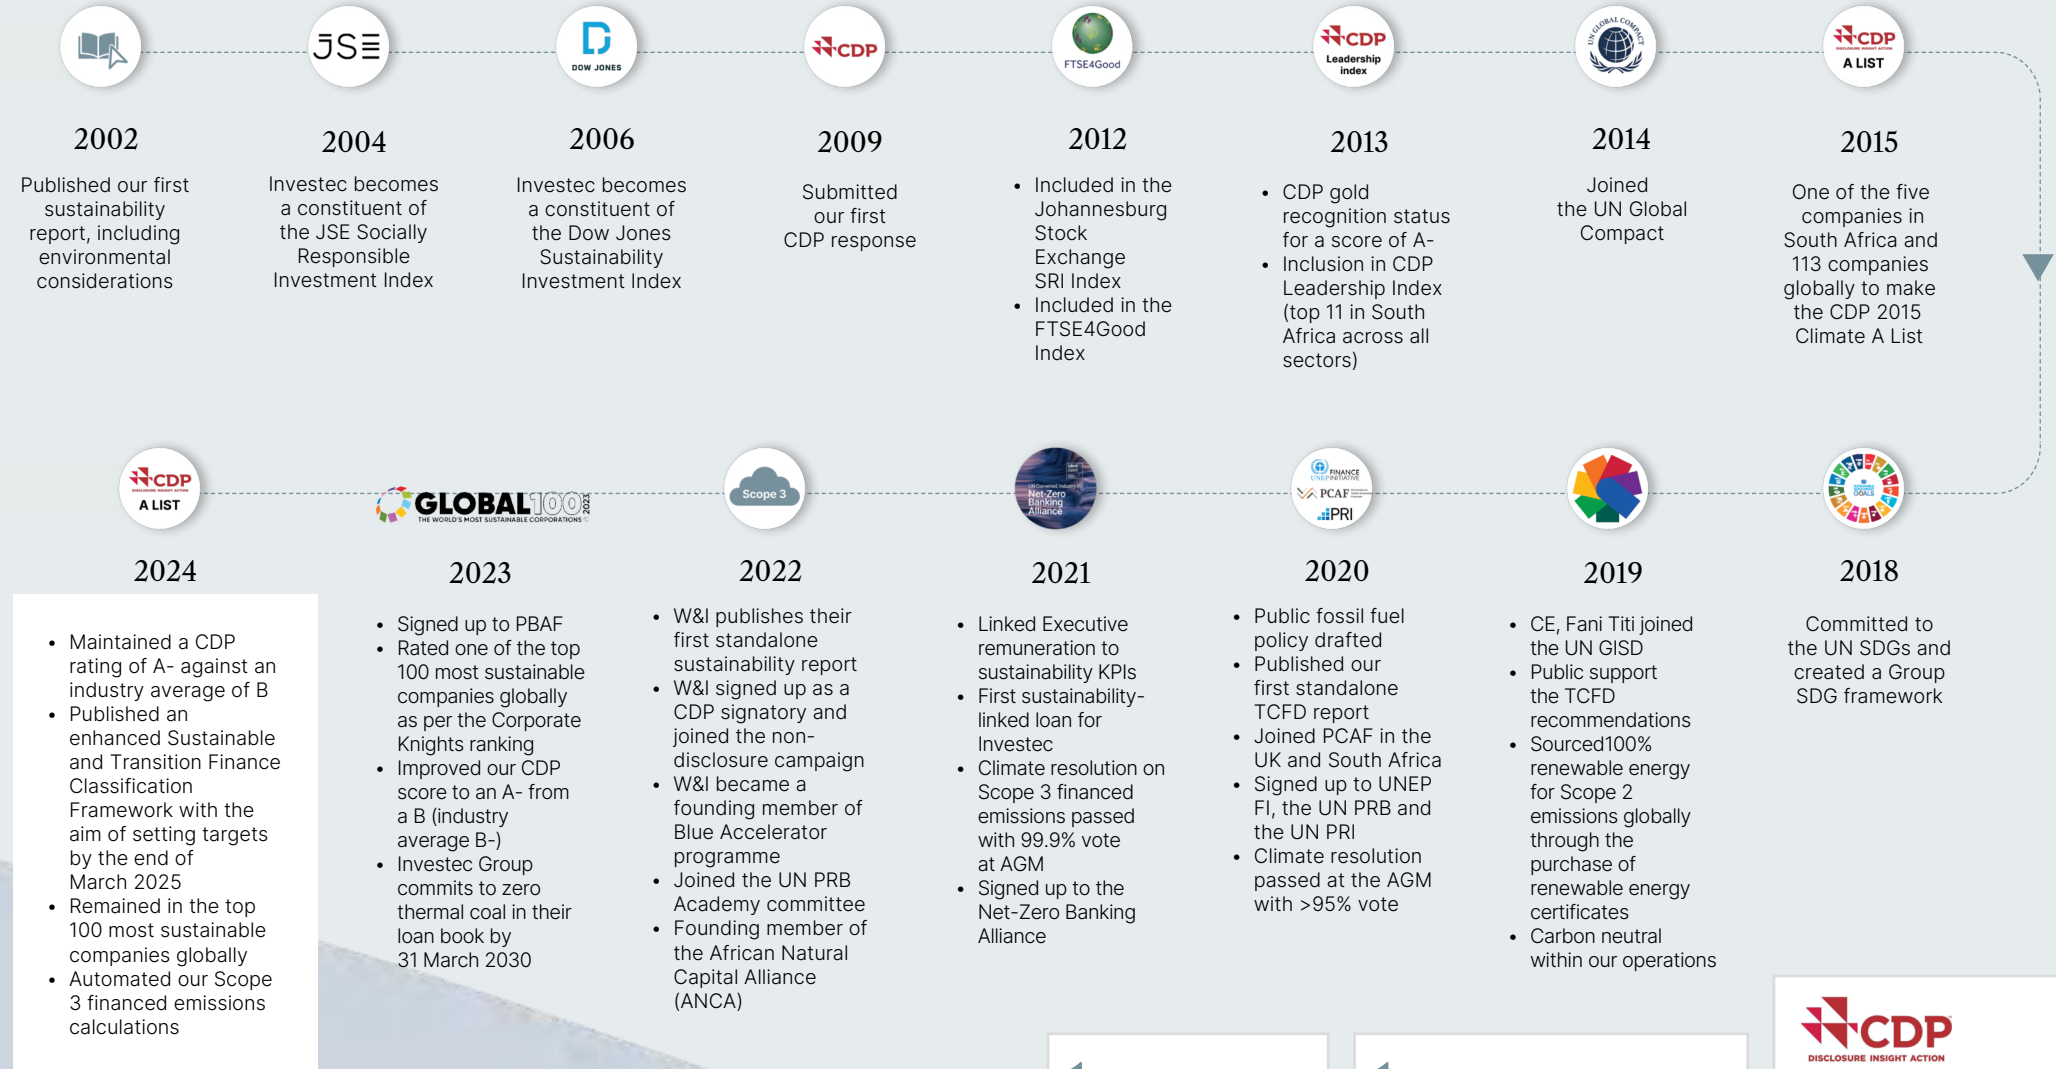 JSE
DOW JONES
CDP
FTSE4Good
CDP
Leadership
index
UN GLOBAL COMPACT
CDP
DISCLOSURE INSIGHT ACTION
A LIST
2002
Published our first
sustainability
report, including
environmental
considerations
2004
Investec becomes
a constituent of
the JSE Socially
Responsible
Investment Index
2006
Investec becomes
a constituent of
the Dow Jones
Sustainability
Investment Index
2009
Submitted
our first
CDP response
2012
• Included in the
Johannesburg
Stock
Exchange
SRI Index
• Included in the
FTSE4Good
Index
2013
• CDP gold
recognition status
for a score of A-
• Inclusion in CDP
Leadership Index
(top 11 in South
Africa across all
sectors)
2014
Joined
the UN Global
Compact
2015
One of the five
companies in
South Africa and
113 companies
globally to make
the CDP 2015
Climate A List
CDP
DISCLOSURE INSIGHT ACTION
A LIST
2024
• Maintained a CDP
rating of A- against an
industry average of B
• Published an
enhanced Sustainable
and Transition Finance
Classification
Framework with the
aim of setting targets
by the end of
March 2025
• Remained in the top
100 most sustainable
companies globally
• Automated our Scope
3 financed emissions
calculations
GLOBAL100 2023
THE WORLD'S MOST SUSTAINABLE CORPORATIONS
2023
• Signed up to PBAF
• Rated one of the top
100 most sustainable
companies globally
as per the Corporate
Knights ranking
• Improved our CDP
score to an A- from
a B (industry
average B-)
• Investec Group
commits to zero
thermal coal in their
loan book by
31 March 2030
Scope 3
2022
• W&I publishes their
first standalone
sustainability report
• W&I signed up as a
CDP signatory and
joined the non-
disclosure campaign
• W&I became a
founding member of
Blue Accelerator
programme
• Joined the UN PRB
Academy committee
• Founding member of
the African Natural
Capital Alliance
(ANCA)
Net-Zero
Banking
Alliance
2021
• Linked Executive
remuneration to
sustainability KPIs
• First sustainability-
linked loan for
Investec
• Climate resolution on
Scope 3 financed
emissions passed
with 99.9% vote
at AGM
• Signed up to the
Net-Zero Banking
Alliance
FINANCE
UNEP INITIATIVE
PCAF
PRI
2020
• Public fossil fuel
policy drafted
• Published our
first standalone
TCFD report
• Joined PCAF in the
UK and South Africa
• Signed up to UNEP
FI, the UN PRB and
the UN PRI
• Climate resolution
passed at the AGM
with >95% vote
2019
• CE, Fani Titi joined
the UN GISD
• Public support
the TCFD
recommendations
• Sourced100%
renewable energy
for Scope 2
emissions globally
through the
purchase of
renewable energy
certificates
• Carbon neutral
within our operations
GOALS
2018
Committed to
the UN SDGs and
created a Group
SDG framework
CDP
DISCLOSURE INSIGHT ACTION